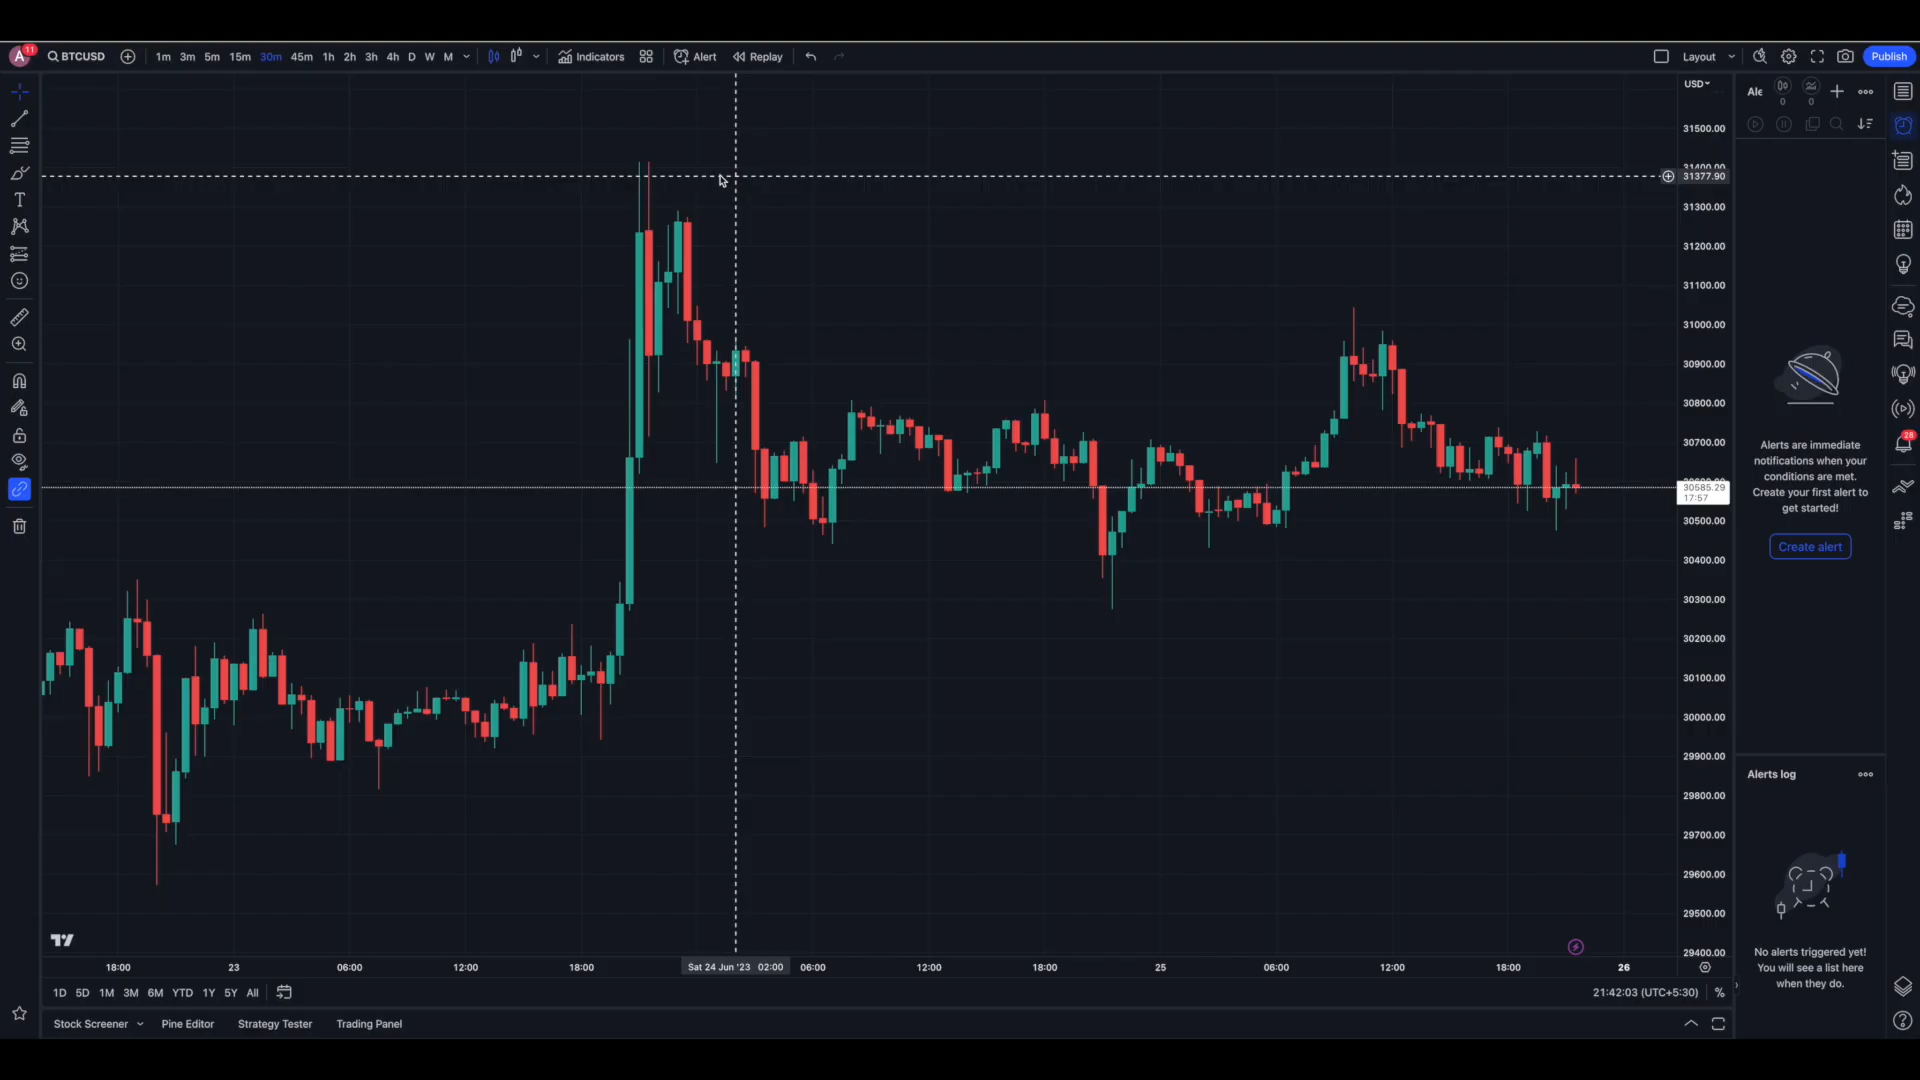 A 11 BTCUSD 1m 3m 5m 15m 30m 45m 1h 2h 3h 4h D W M Indicators Alert Replay Layout Publish
USD
31500.00
31400.00
31377.90
31300.00
31200.00
31100.00
31000.00
30900.00
30800.00
30700.00
30585.29
17:57
30500.00
30400.00
30300.00
30200.00
30100.00
30000.00
29900.00
29800.00
29700.00
29600.00
29500.00
29400.00
18:00 23 06:00 12:00 18:00 Sat 24 Jun '23 02:00 06:00 12:00 18:00 25 06:00 12:00 18:00 26
1D 5D 1M 3M 6M YTD 1Y 5Y All 21:42:03 (UTC+5:30) %
Stock Screener Pine Editor Strategy Tester Trading Panel
Ale
0 0
Alerts are immediate
notifications when your
conditions are met.
Create your first alert to
get started!
Create alert
Alerts log
No alerts triggered yet!
You will see a list here
when they do.
28